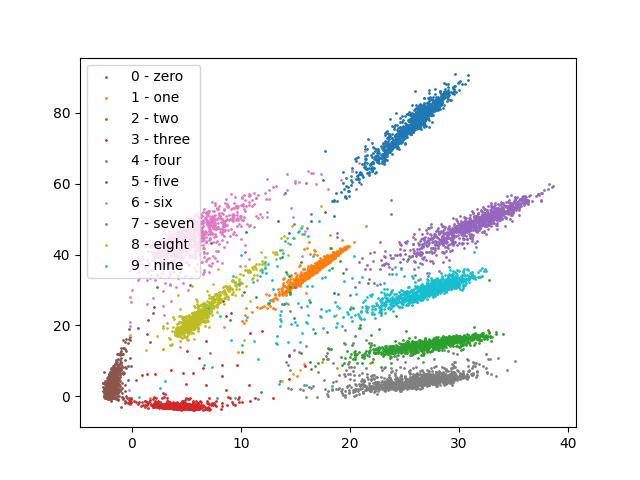 0 - zero
1 - one
2 - two
3 - three
4 - four
5 - five
6 - six
7 - seven
8 - eight
9 - nine
80
60
40
20
0
0 10 20 30 40